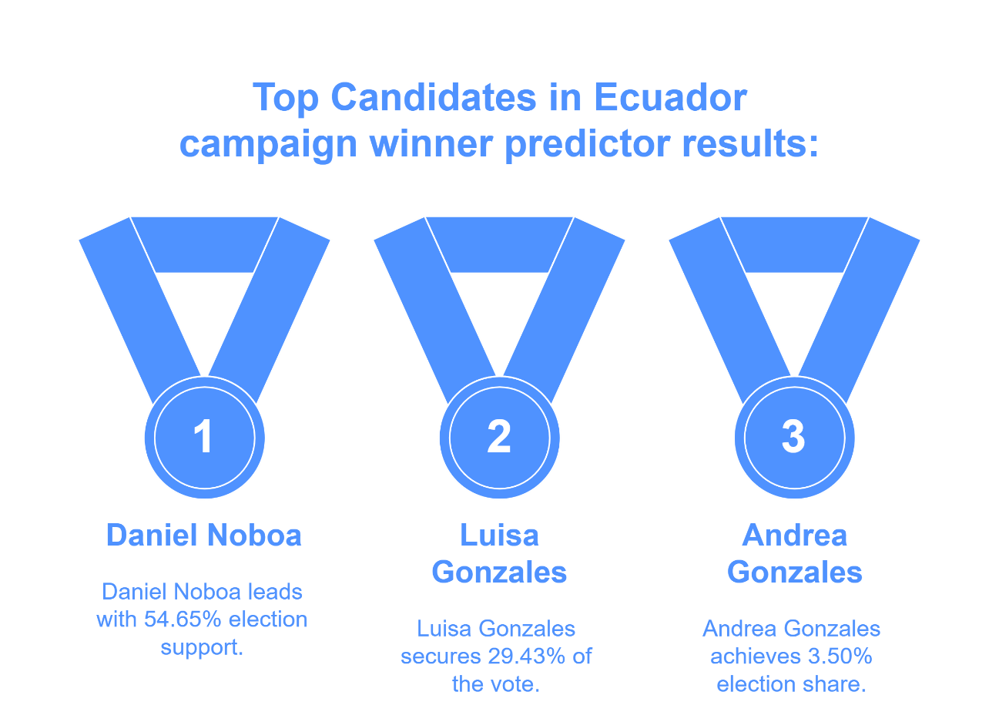 Top Candidates in Ecuador
campaign winner predictor results:
1
2
3
Daniel Noboa
Daniel Noboa leads
with 54.65% election
support.
Luisa
Gonzales
Luisa Gonzales
secures 29.43% of
the vote.
Andrea
Gonzales
Andrea Gonzales
achieves 3.50%
election share.